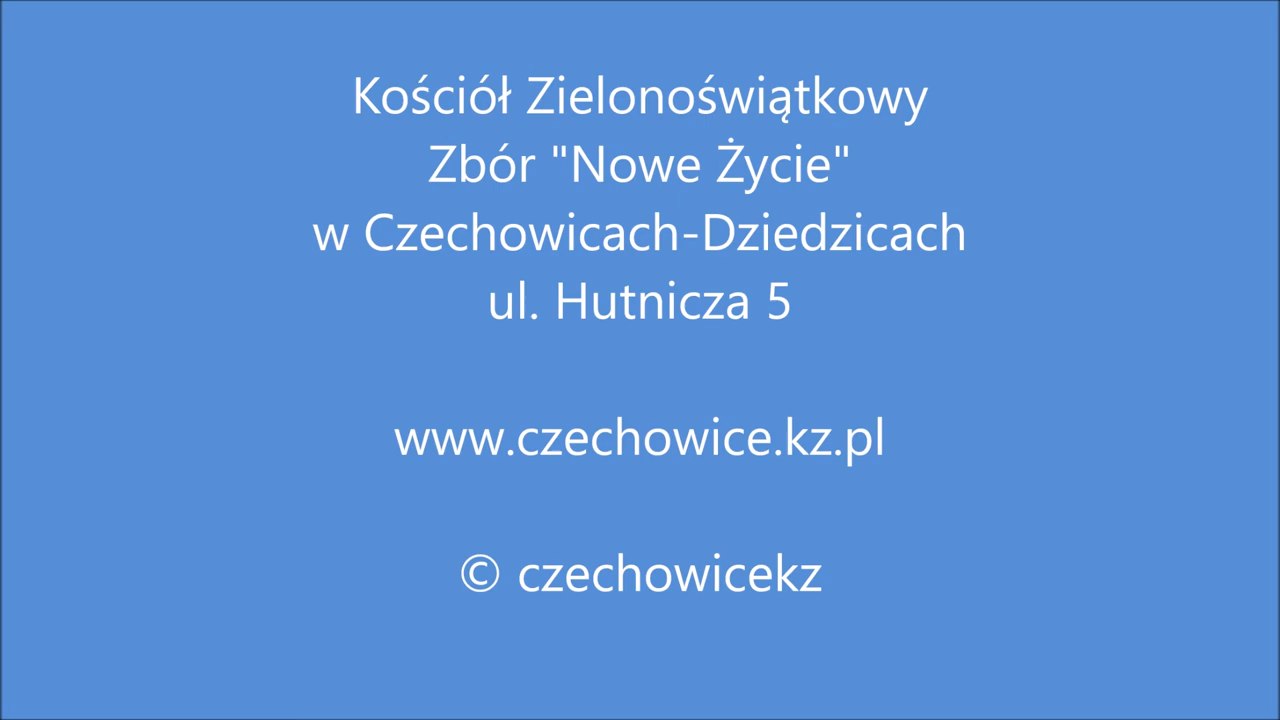 Kościół Zielonoświątkowy
Zbór "Nowe Życie"
w Czechowicach-Dziedzicach
ul. Hutnicza 5
www.czechowice.kz.pl
© czechowicekz